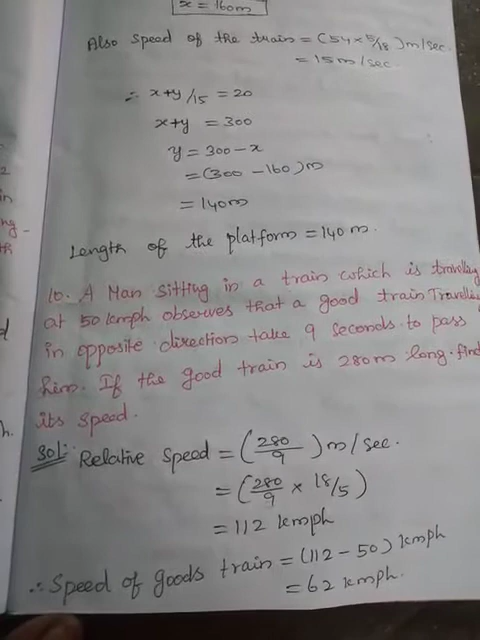 x = 160m
Also speed of the train = (54 × 5/18) m/sec.
= 15 m/sec.
∴ x+y/15 = 20
x+y = 300
y = 300 - x
= (300 - 160) m
= 140m
Length of the platform = 140 m.
10. A Man sitting in a train which is travelling
at 50 kmph observes that a good train Travelli
in opposite direction take 9 seconds to pass
him. If the good train is 280m long. find
its speed.
Sol:- Relative speed = (280/9) m/sec.
= (280/9 × 18/5)
= 112 kmph
∴ Speed of goods train = (112 - 50) kmph
= 62 kmph.